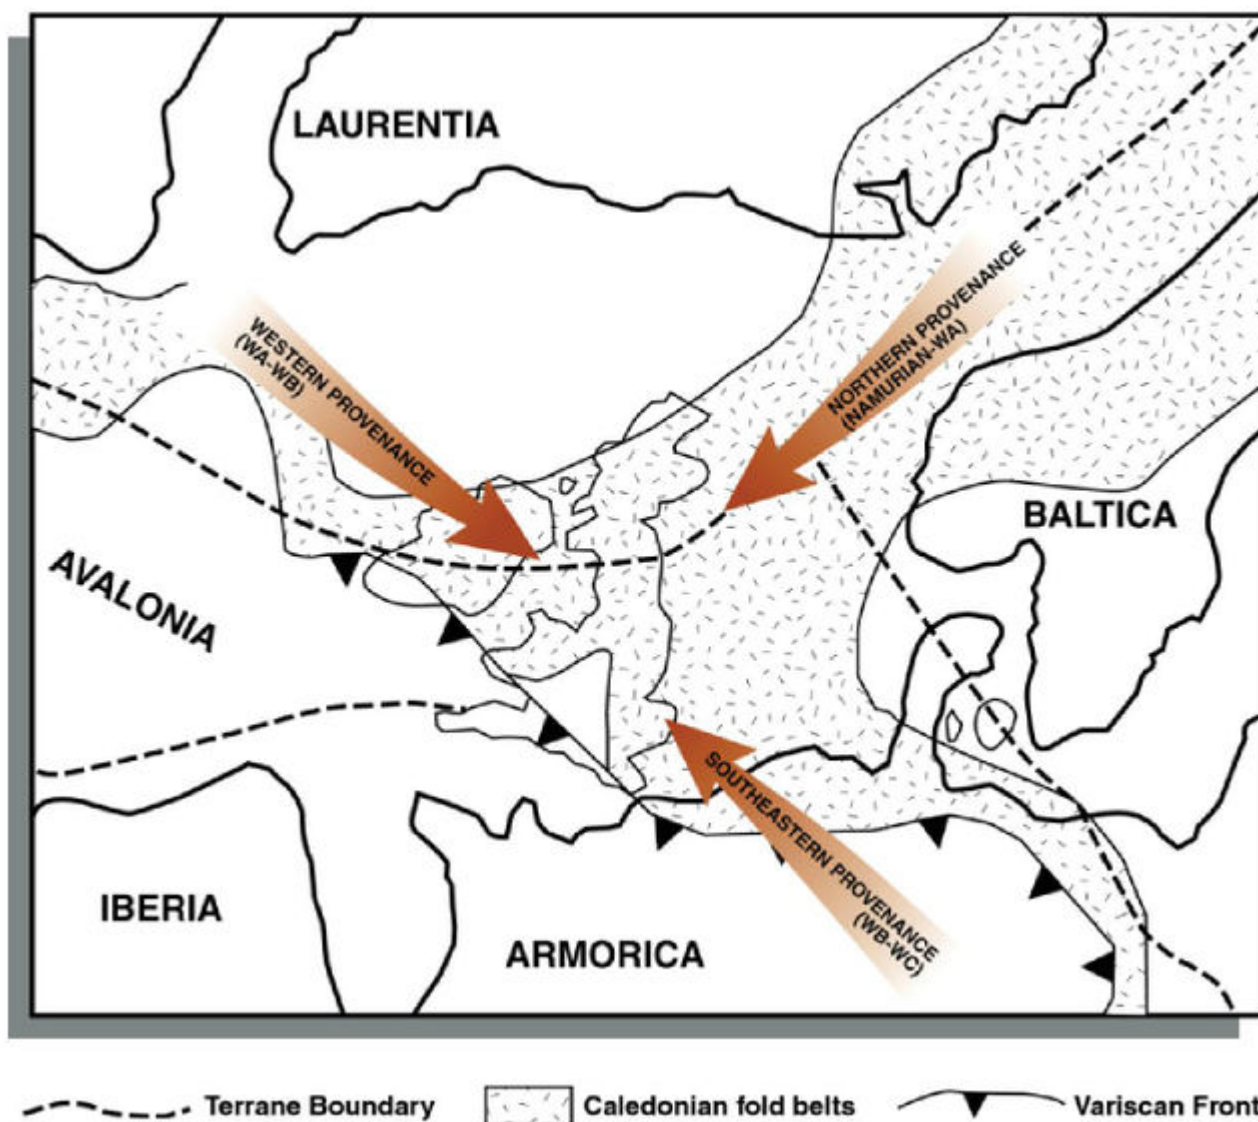 LAURENTIA
WESTERN PROVENANCE
(WA-WB)
NORTHERN PROVENANCE
(NAMURIAN-WA)
BALTICA
AVALONIA
SOUTHEASTERN PROVENANCE
(WB-WC)
IBERIA
ARMORICA
Terrane Boundary
Caledonian fold belts
Variscan Front